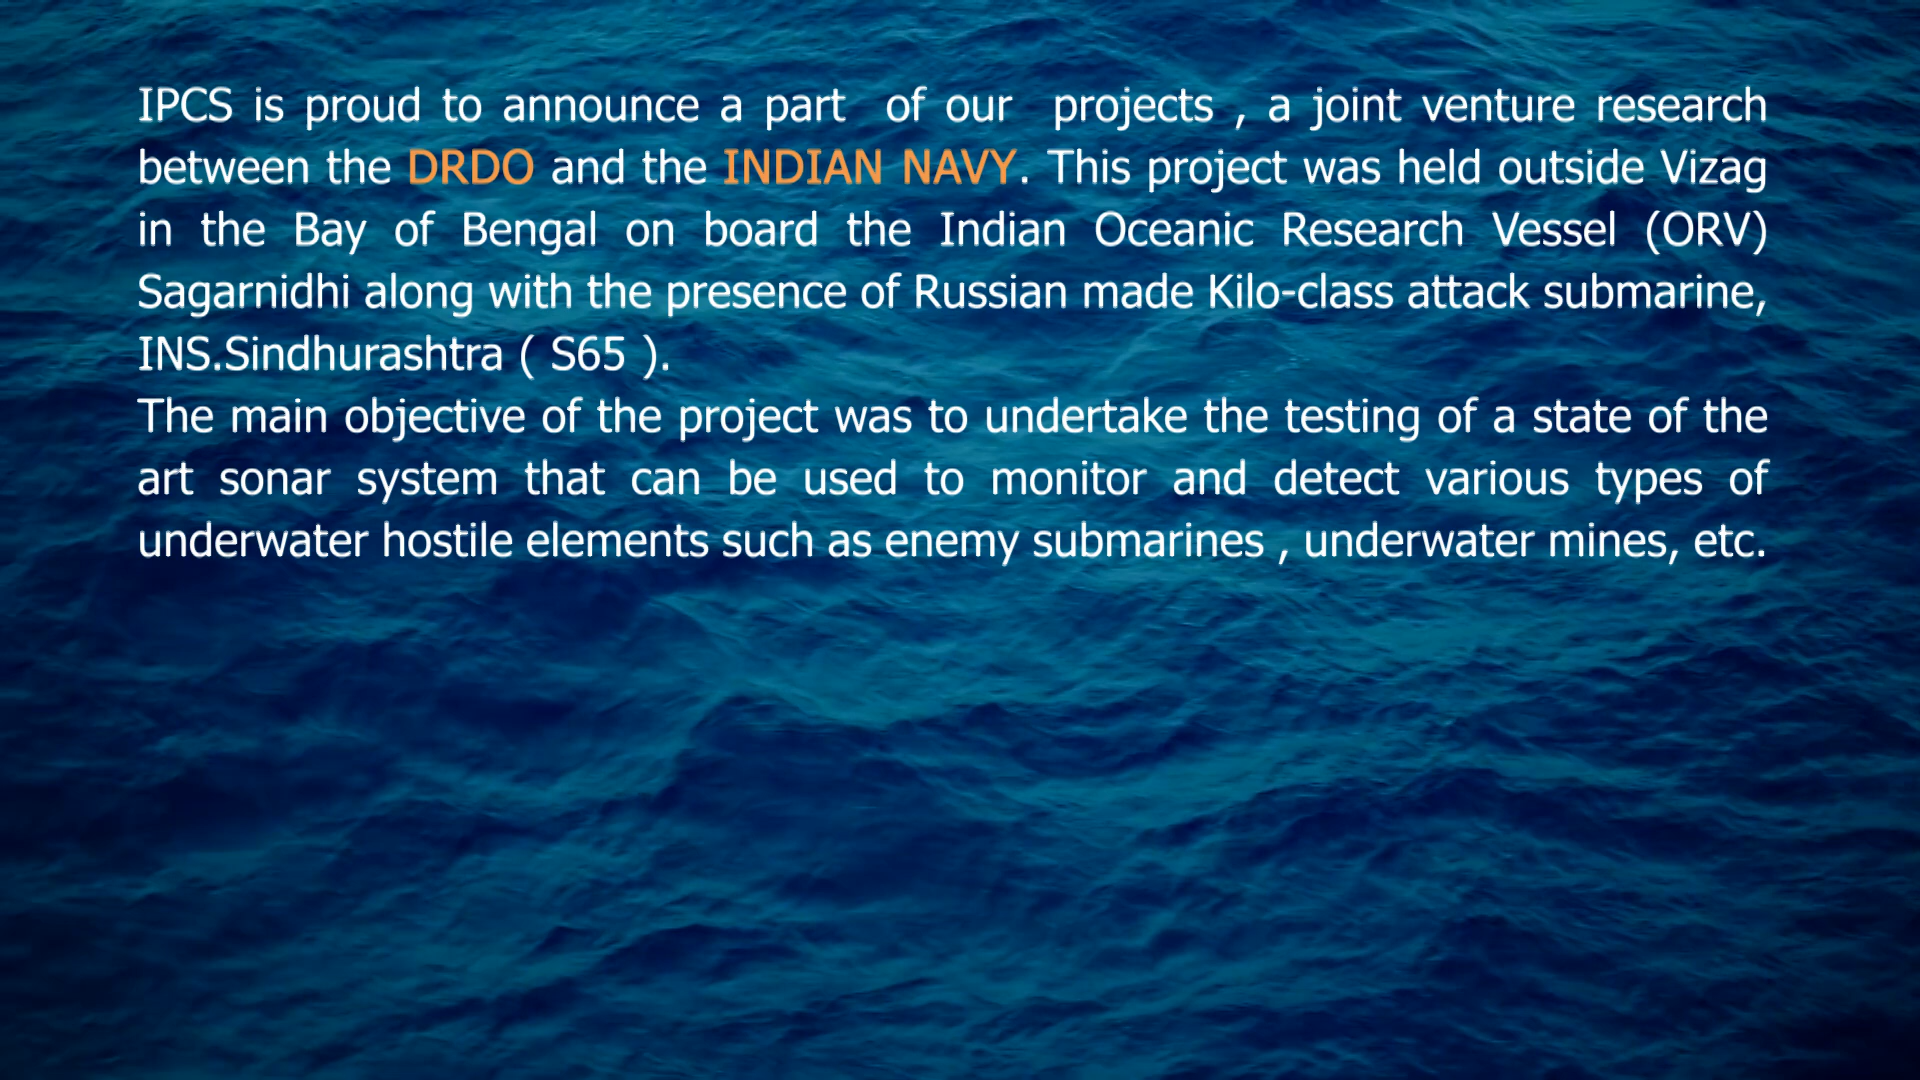 IPCS is proud to announce a part of our projects , a joint venture research
between the DRDO and the INDIAN NAVY. This project was held outside Vizag
in the Bay of Bengal on board the Indian Oceanic Research Vessel (ORV)
Sagarnidhi along with the presence of Russian made Kilo-class attack submarine,
INS.Sindhurashtra ( S65 ).
The main objective of the project was to undertake the testing of a state of the
art sonar system that can be used to monitor and detect various types of
underwater hostile elements such as enemy submarines , underwater mines, etc.